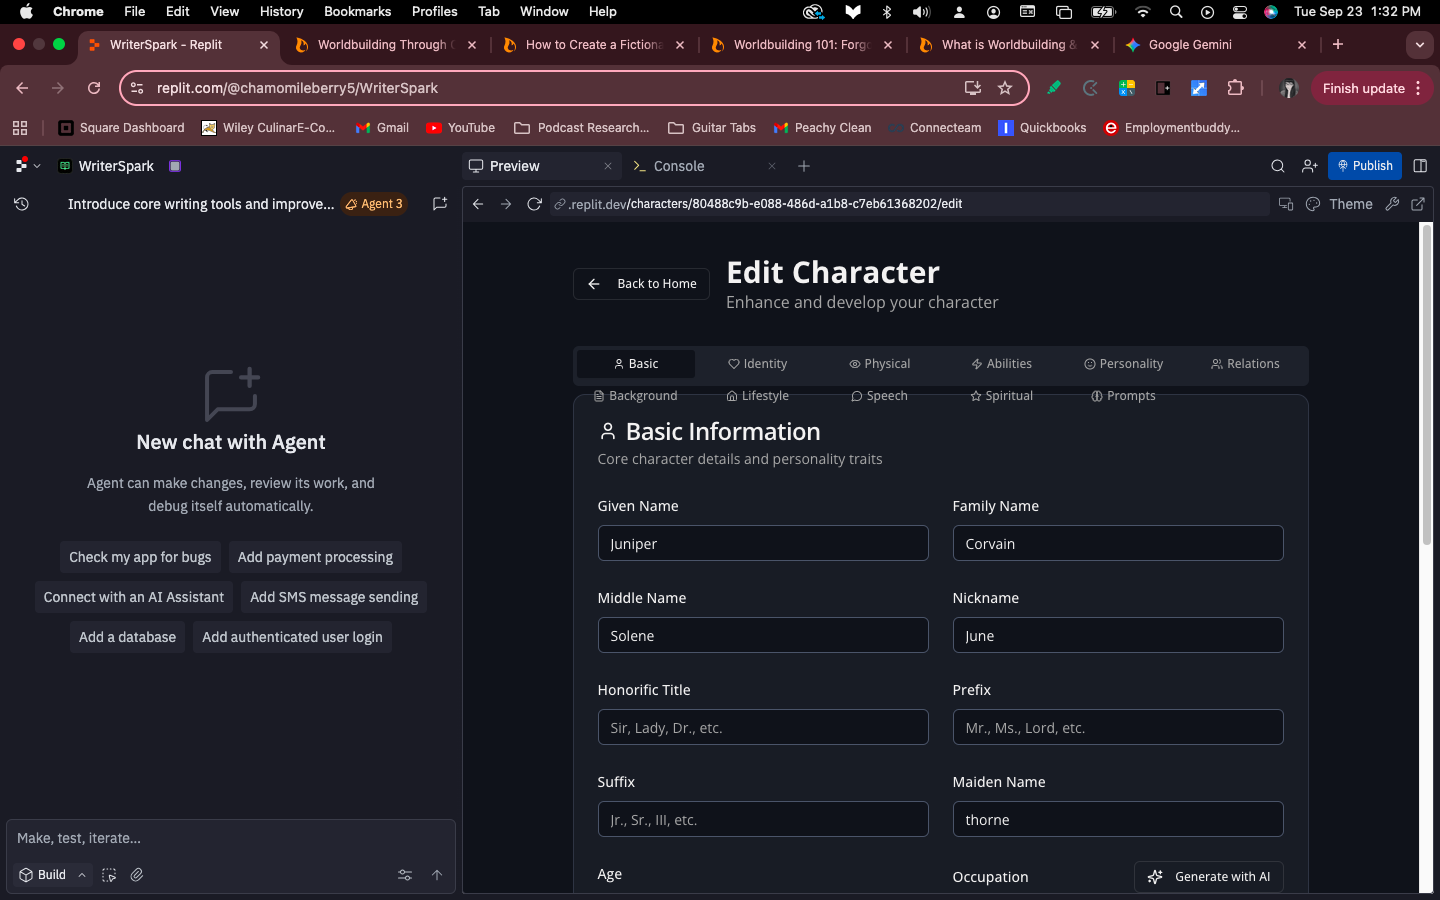 Chrome File Edit View History Bookmarks Profiles Tab Window Help Tue Sep 23 1:32 PM
WriterSpark - Replit Worldbuilding Through How to Create a Fictiona Worldbuilding 101: Forg What is Worldbuilding & Google Gemini
replit.com/@chamomileberry5/WriterSpark Finish update
Square Dashboard Wiley CulinarE-Co... Gmail YouTube Podcast Research... Guitar Tabs Peachy Clean Connecteam Quickbooks Employmentbuddy...
WriterSpark Preview Console Publish
Introduce core writing tools and improve... Agent 3 .replit.dev/characters/80488c9b-e088-486d-a1b8-c7eb61368202/edit Theme
New chat with Agent
Agent can make changes, review its work, and
debug itself automatically.
Check my app for bugs Add payment processing
Connect with an AI Assistant Add SMS message sending
Add a database Add authenticated user login
Make, test, iterate...
Build
Back to Home
Edit Character
Enhance and develop your character
Basic Identity Physical Abilities Personality Relations
Background Lifestyle Speech Spiritual Prompts
Basic Information
Core character details and personality traits
Given Name Family Name
Juniper Corvain
Middle Name Nickname
Solene June
Honorific Title Prefix
Sir, Lady, Dr., etc. Mr., Ms., Lord, etc.
Suffix Maiden Name
Jr., Sr., III, etc. thorne
Age Occupation Generate with AI